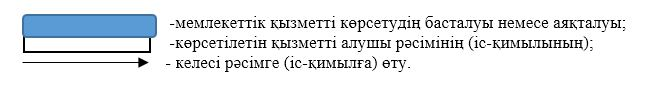 -мемлекеттік қызметті көрсетудің басталуы немесе аяқталуы;
-көрсетілетін қызметті алушы рәсімінің (іс-қимылының);
- келесі рәсімге (іс-қимылға) өту.